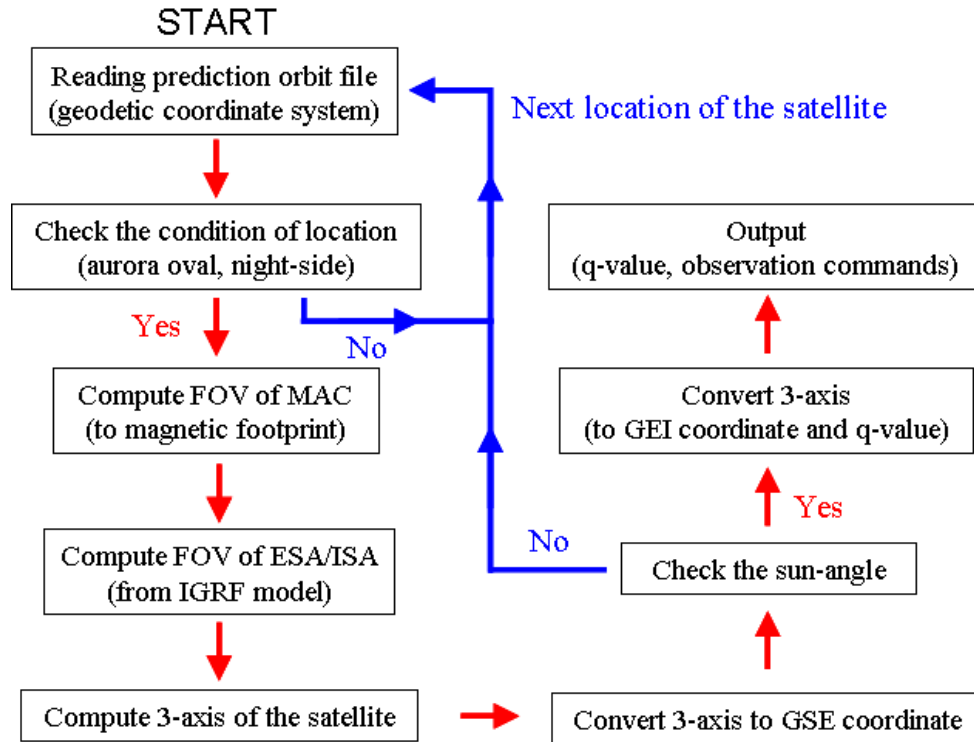 START
Reading prediction orbit file
(geodetic coordinate system)
Next location of the satellite
Check the condition of location
(aurora oval, night-side)
Yes
No
Compute FOV of MAC
(to magnetic footprint)
Compute FOV of ESA/ISA
(from IGRF model)
Compute 3-axis of the satellite
Convert 3-axis to GSE coordinate
Check the sun-angle
No
Yes
Convert 3-axis
(to GEI coordinate and q-value)
Output
(q-value, observation commands)